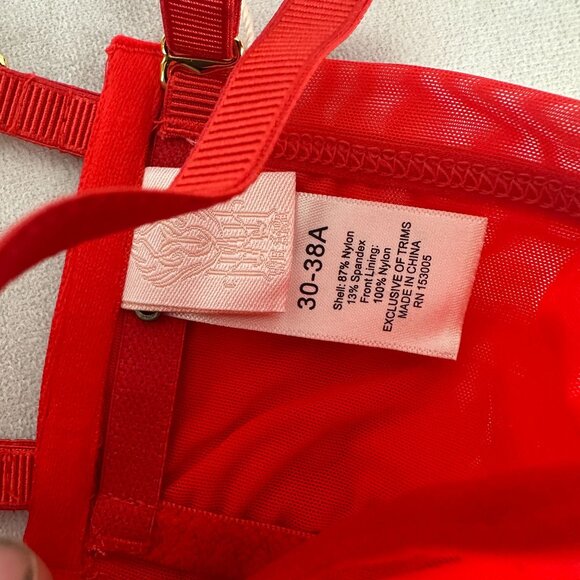 30-38A
Shell: 87% Nylon
13% Spandex
Front Lining:
100% Nylon
EXCLUSIVE OF TRIMS
MADE IN CHINA
RN 153005